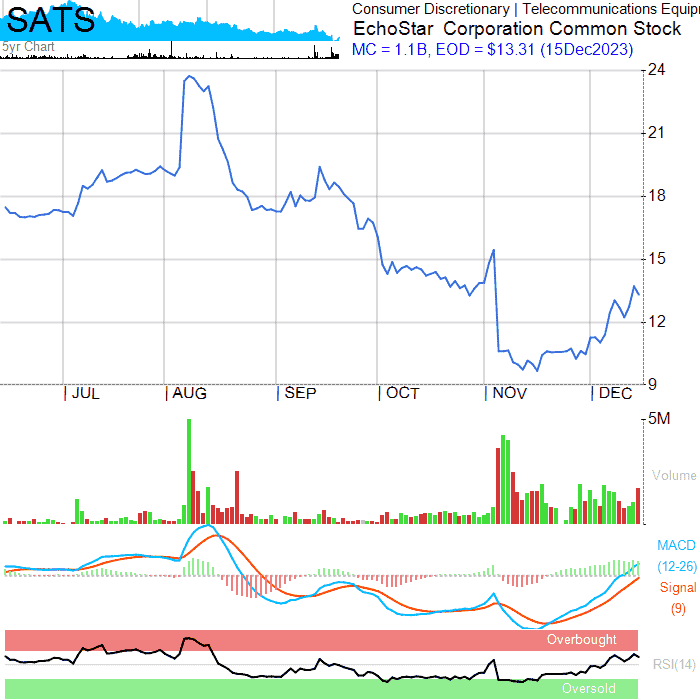 SATS
5yr Chart
Consumer Discretionary | Telecommunications Equip
EchoStar Corporation Common Stock
MC = 1.1B, EOD = $13.31 (15Dec2023)
24
21
18
15
12
9
JUL AUG SEP OCT NOV DEC
5M
Volume
MACD
(12-26)
Signal
(9)
Overbought
RSI(14)
Oversold